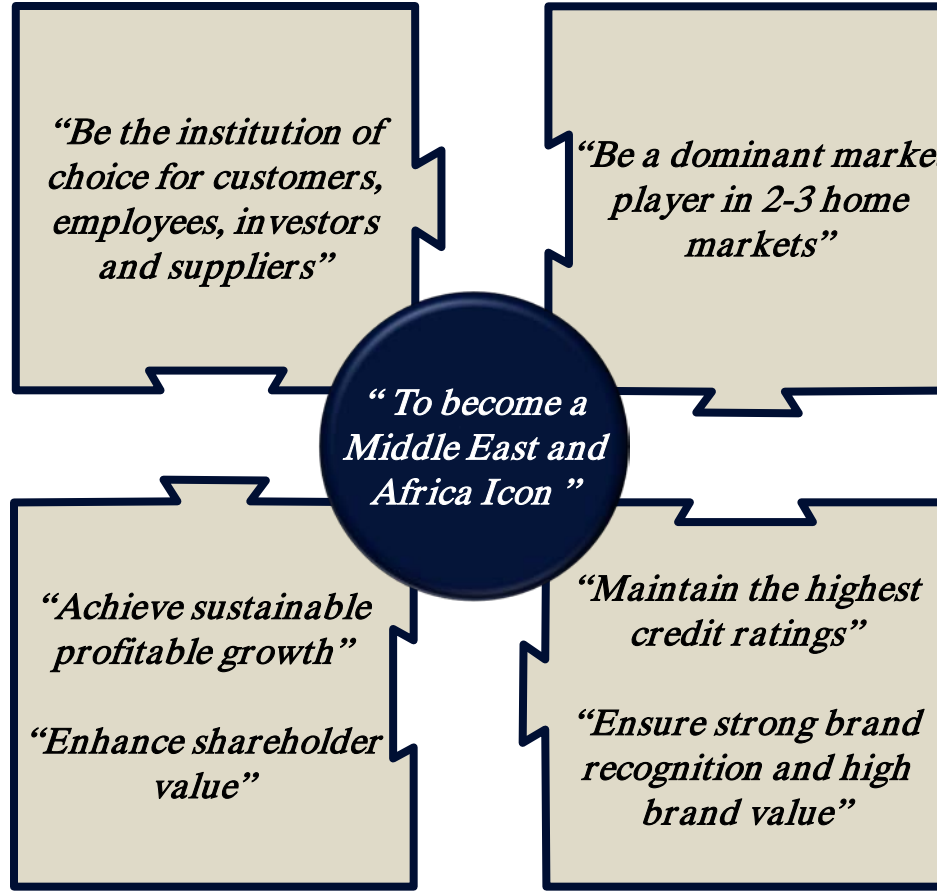 “Be the institution of
choice for customers,
employees, investors
and suppliers”
“Be a dominant marke
player in 2-3 home
markets”
“ To become a
Middle East and
Africa Icon ”
“Achieve sustainable
profitable growth”
“Enhance shareholder
value”
“Maintain the highest
credit ratings”
“Ensure strong brand
recognition and high
brand value”